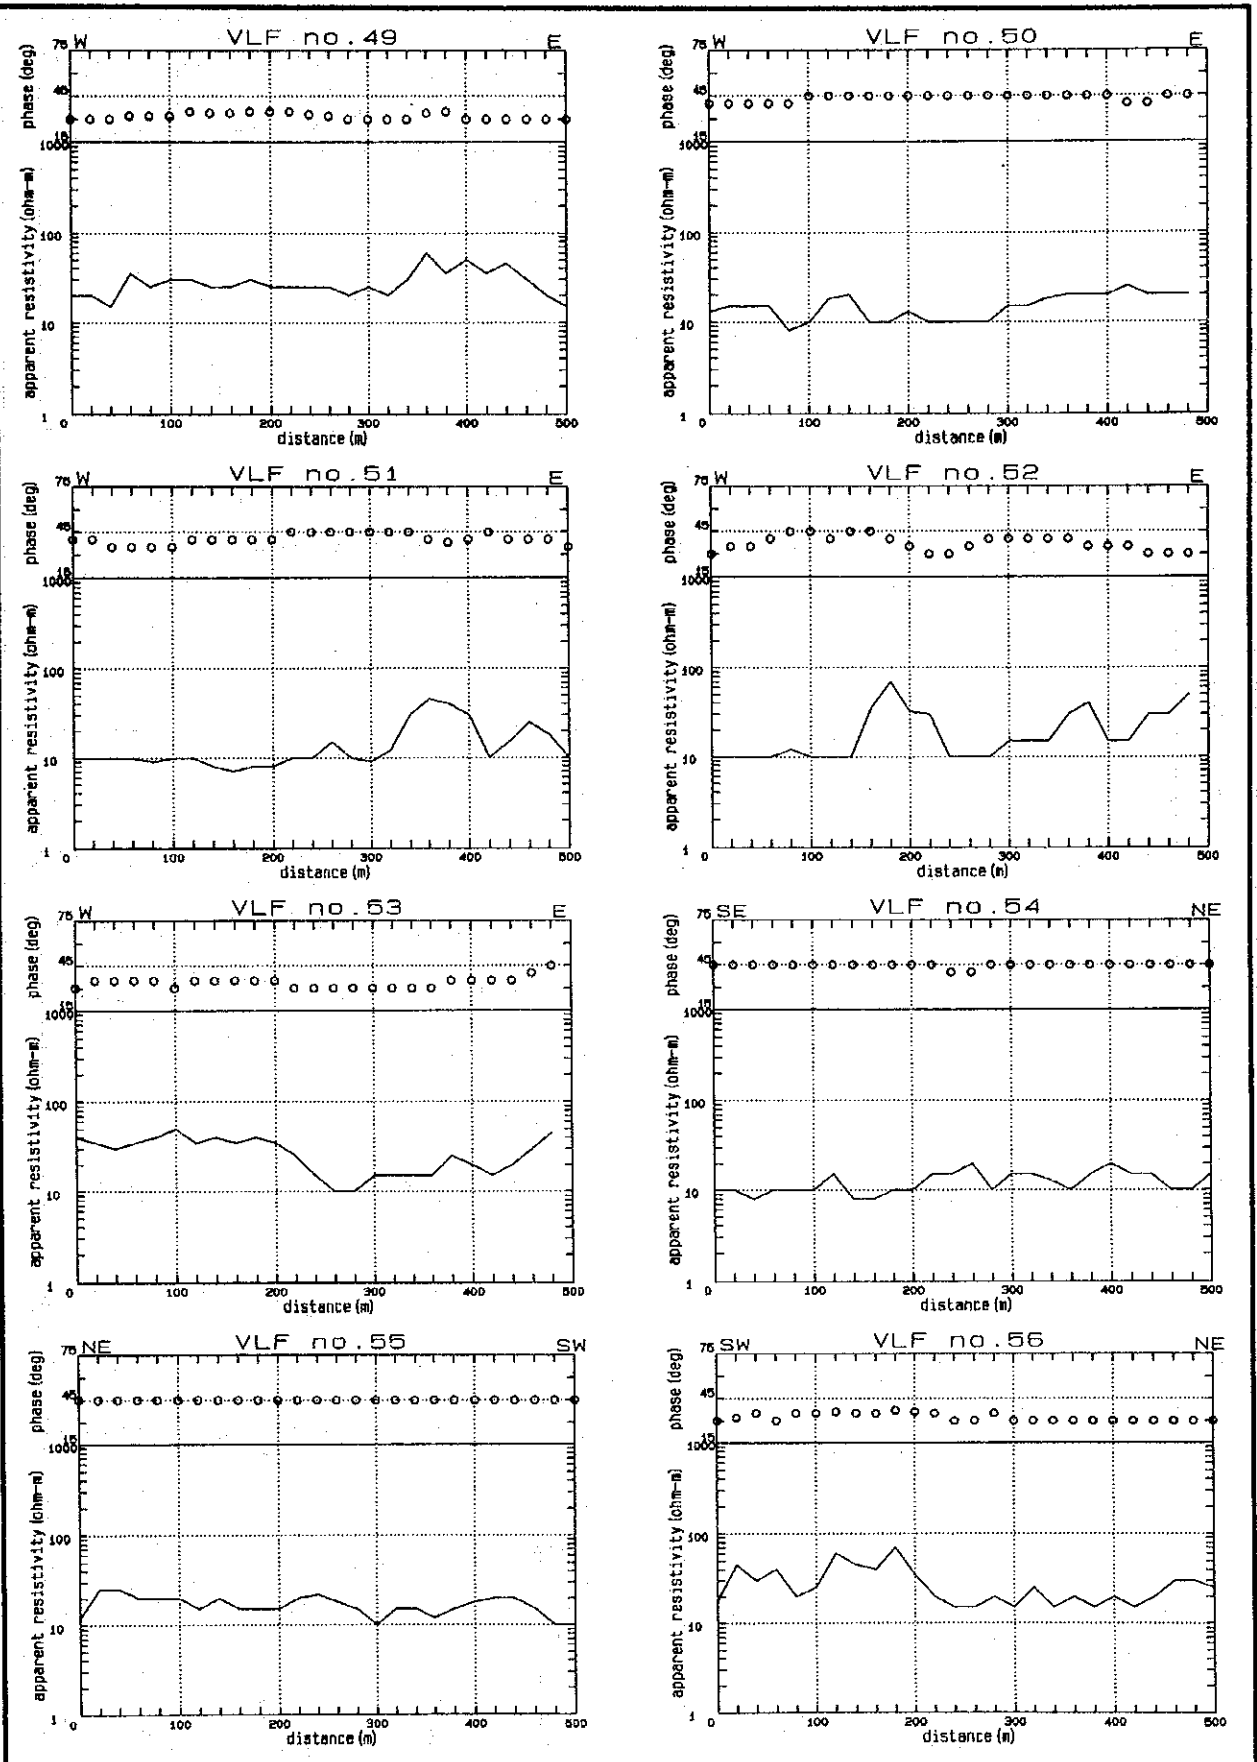 VLF no.49
75 W E
phase (deg)
45
15
1000
apparent resistivity (ohm-m)
100
10
1
0 100 200 300 400 500
distance (m)
VLF no.50
75 W E
phase (deg)
45
15
1000
apparent resistivity (ohm-m)
100
10
1
0 100 200 300 400 500
distance (m)
VLF no.51
75 W E
phase (deg)
45
15
1000
apparent resistivity (ohm-m)
100
10
1
0 100 200 300 400 500
distance (m)
VLF no.52
75 W E
phase (deg)
45
15
1000
apparent resistivity (ohm-m)
100
10
1
0 100 200 300 400 500
distance (m)
VLF no.53
75 W E
phase (deg)
45
15
1000
apparent resistivity (ohm-m)
100
10
1
0 100 200 300 400 500
distance (m)
VLF no.54
75 SE NE
phase (deg)
45
15
1000
apparent resistivity (ohm-m)
100
10
1
0 100 200 300 400 500
distance (m)
VLF no.55
75 NE SW
phase (deg)
45
15
1000
apparent resistivity (ohm-m)
100
10
1
0 100 200 300 400 500
distance (m)
VLF no.56
75 SW NE
phase (deg)
45
15
1000
apparent resistivity (ohm-m)
100
10
1
0 100 200 300 400 500
distance (m)